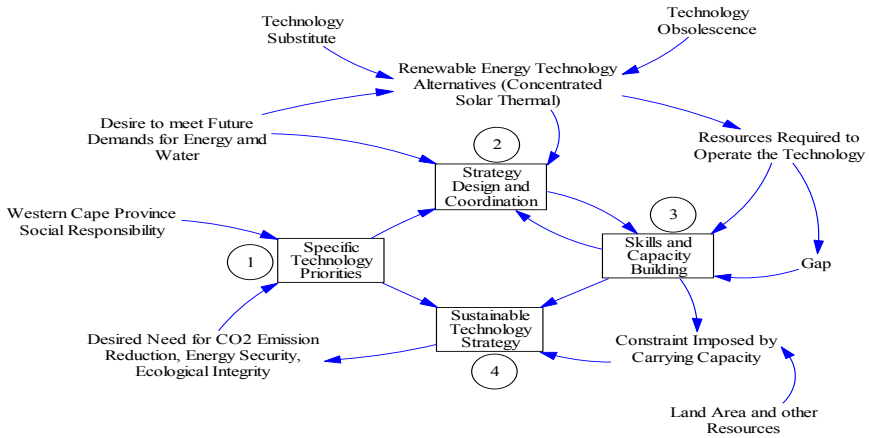 Technology
Substitute
Technology
Obsolescence
Renewable Energy Technology
Alternatives (Concentrated
Solar Thermal)
Desire to meet Future
Demands for Energy amd
Water
2
Resources Required to
Operate the Technology
Strategy
Design and
Coordination
Western Cape Province
Social Responsibility
3
1
Specific
Technology
Priorities
Skills and
Capacity
Building
Gap
Sustainable
Technology
Strategy
Desired Need for CO2 Emission
Reduction, Energy Security,
Ecological Integrity
Constraint Imposed by
Carrying Capacity
4
Land Area and other
Resources